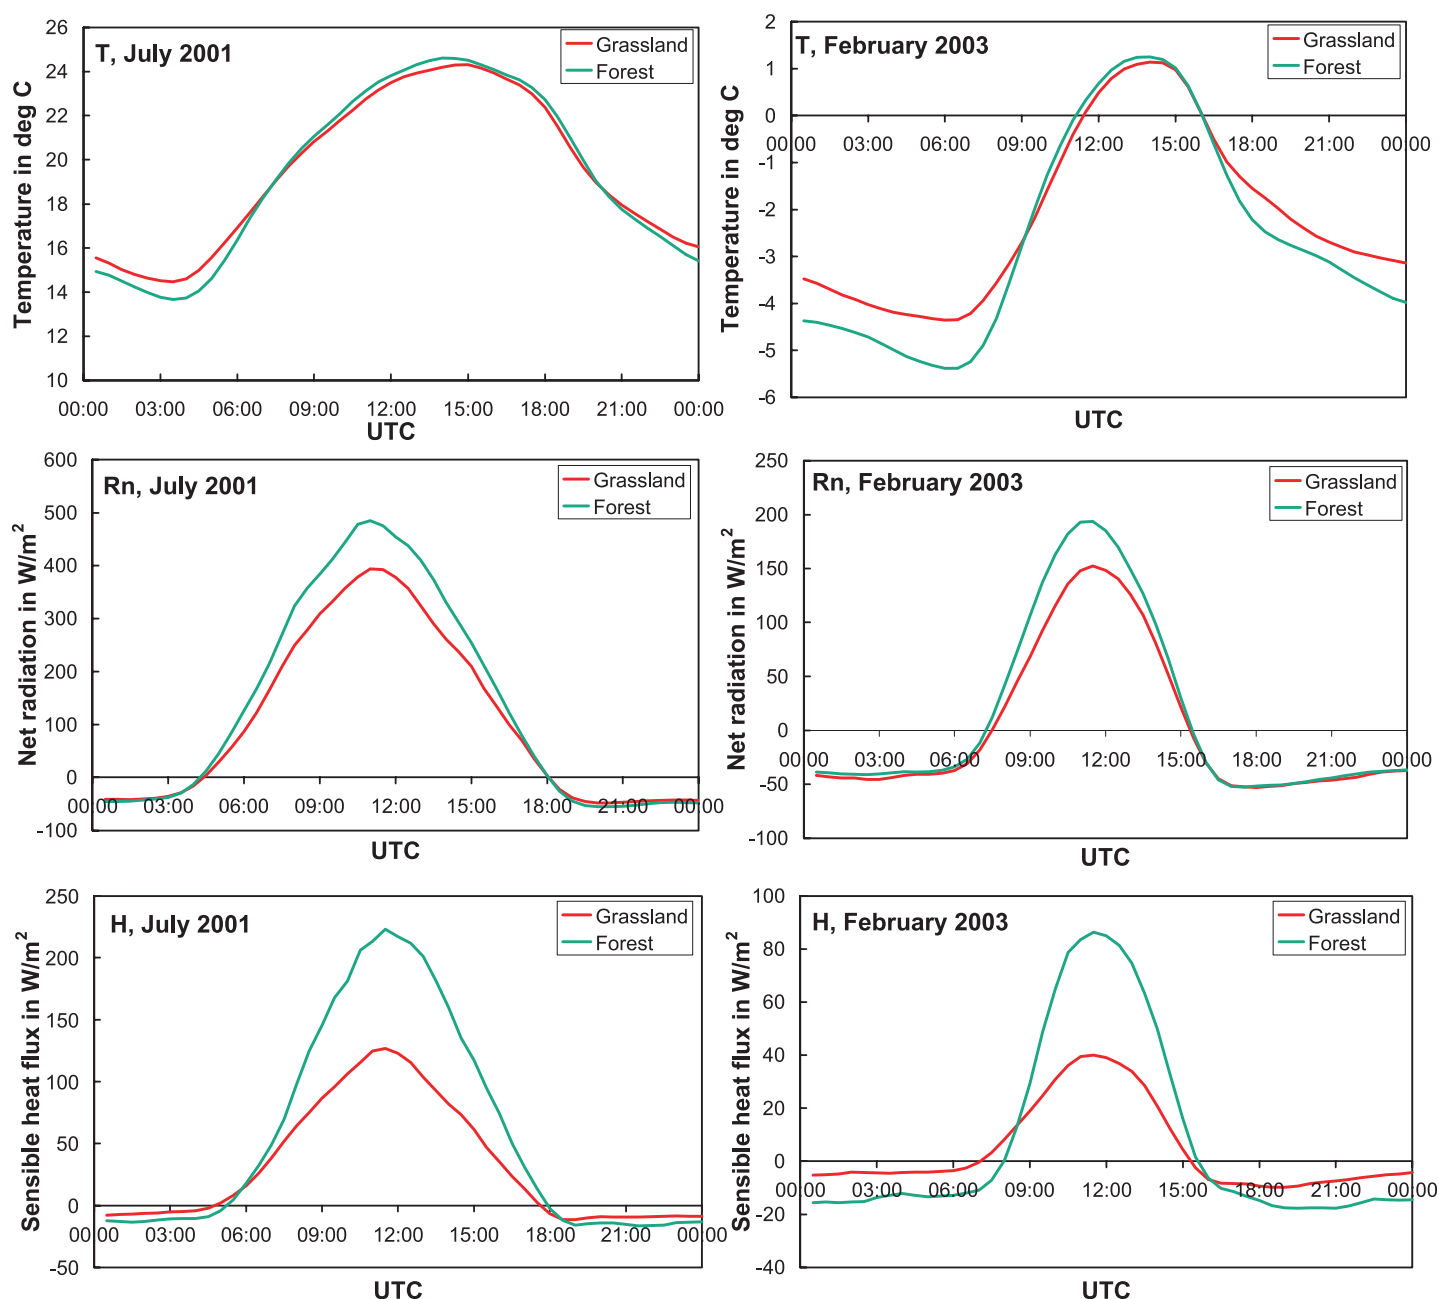 T, July 2001
Grassland
Forest
Temperature in deg C
26
24
22
20
18
16
14
12
10
00:00 03:00 06:00 09:00 12:00 15:00 18:00 21:00 00:00
UTC
T, February 2003
Grassland
Forest
Temperature in deg C
2
1
0
-1
-2
-3
-4
-5
-6
00:00 03:00 06:00 09:00 12:00 15:00 18:00 21:00 00:00
UTC
Rn, July 2001
Grassland
Forest
Net radiation in W/m²
600
500
400
300
200
100
0
-100
00:00 03:00 06:00 09:00 12:00 15:00 18:00 21:00 00:00
UTC
Rn, February 2003
Grassland
Forest
Net radiation in W/m²
250
200
150
100
50
0
-50
-100
00:00 03:00 06:00 09:00 12:00 15:00 18:00 21:00 00:00
UTC
H, July 2001
Grassland
Forest
Sensible heat flux in W/m²
250
200
150
100
50
0
-50
00:00 03:00 06:00 09:00 12:00 15:00 18:00 21:00 00:00
UTC
H, February 2003
Grassland
Forest
Sensible heat flux in W/m²
100
80
60
40
20
0
-20
-40
00:00 03:00 06:00 09:00 12:00 15:00 18:00 21:00 00:00
UTC